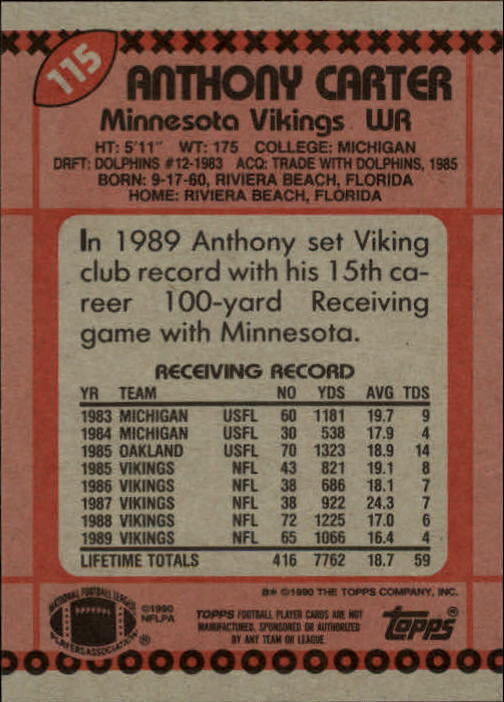 115
ANTHONY CARTER
Minnesota Vikings WR
HT: 5'11" WT: 175 COLLEGE: MICHIGAN
DRFT: DOLPHINS #12-1983 ACQ: TRADE WITH DOLPHINS, 1985
BORN: 9-17-60, RIVIERA BEACH, FLORIDA
HOME: RIVIERA BEACH, FLORIDA
In 1989 Anthony set Viking
club record with his 15th ca-
reer 100-yard Receiving
game with Minnesota.
RECEIVING RECORD
YR TEAM NO YDS AVG TDS
1983 MICHIGAN USFL 60 1181 19.7 9
1984 MICHIGAN USFL 30 538 17.9 4
1985 OAKLAND USFL 70 1323 18.9 14
1985 VIKINGS NFL 43 821 19.1 8
1986 VIKINGS NFL 38 686 18.1 7
1987 VIKINGS NFL 38 922 24.3 7
1988 VIKINGS NFL 72 1225 17.0 6
1989 VIKINGS NFL 65 1066 16.4 4
LIFETIME TOTALS 416 7762 18.7 59
B* ©1990 THE TOPPS COMPANY, INC.
NATIONAL FOOTBALL LEAGUE
PLAYERS ASSOCIATION
®
©1990
NFLPA
TOPPS FOOTBALL PLAYER CARDS ARE NOT
MANUFACTURED, SPONSORED OR AUTHORIZED
BY ANY TEAM OR LEAGUE
topps®